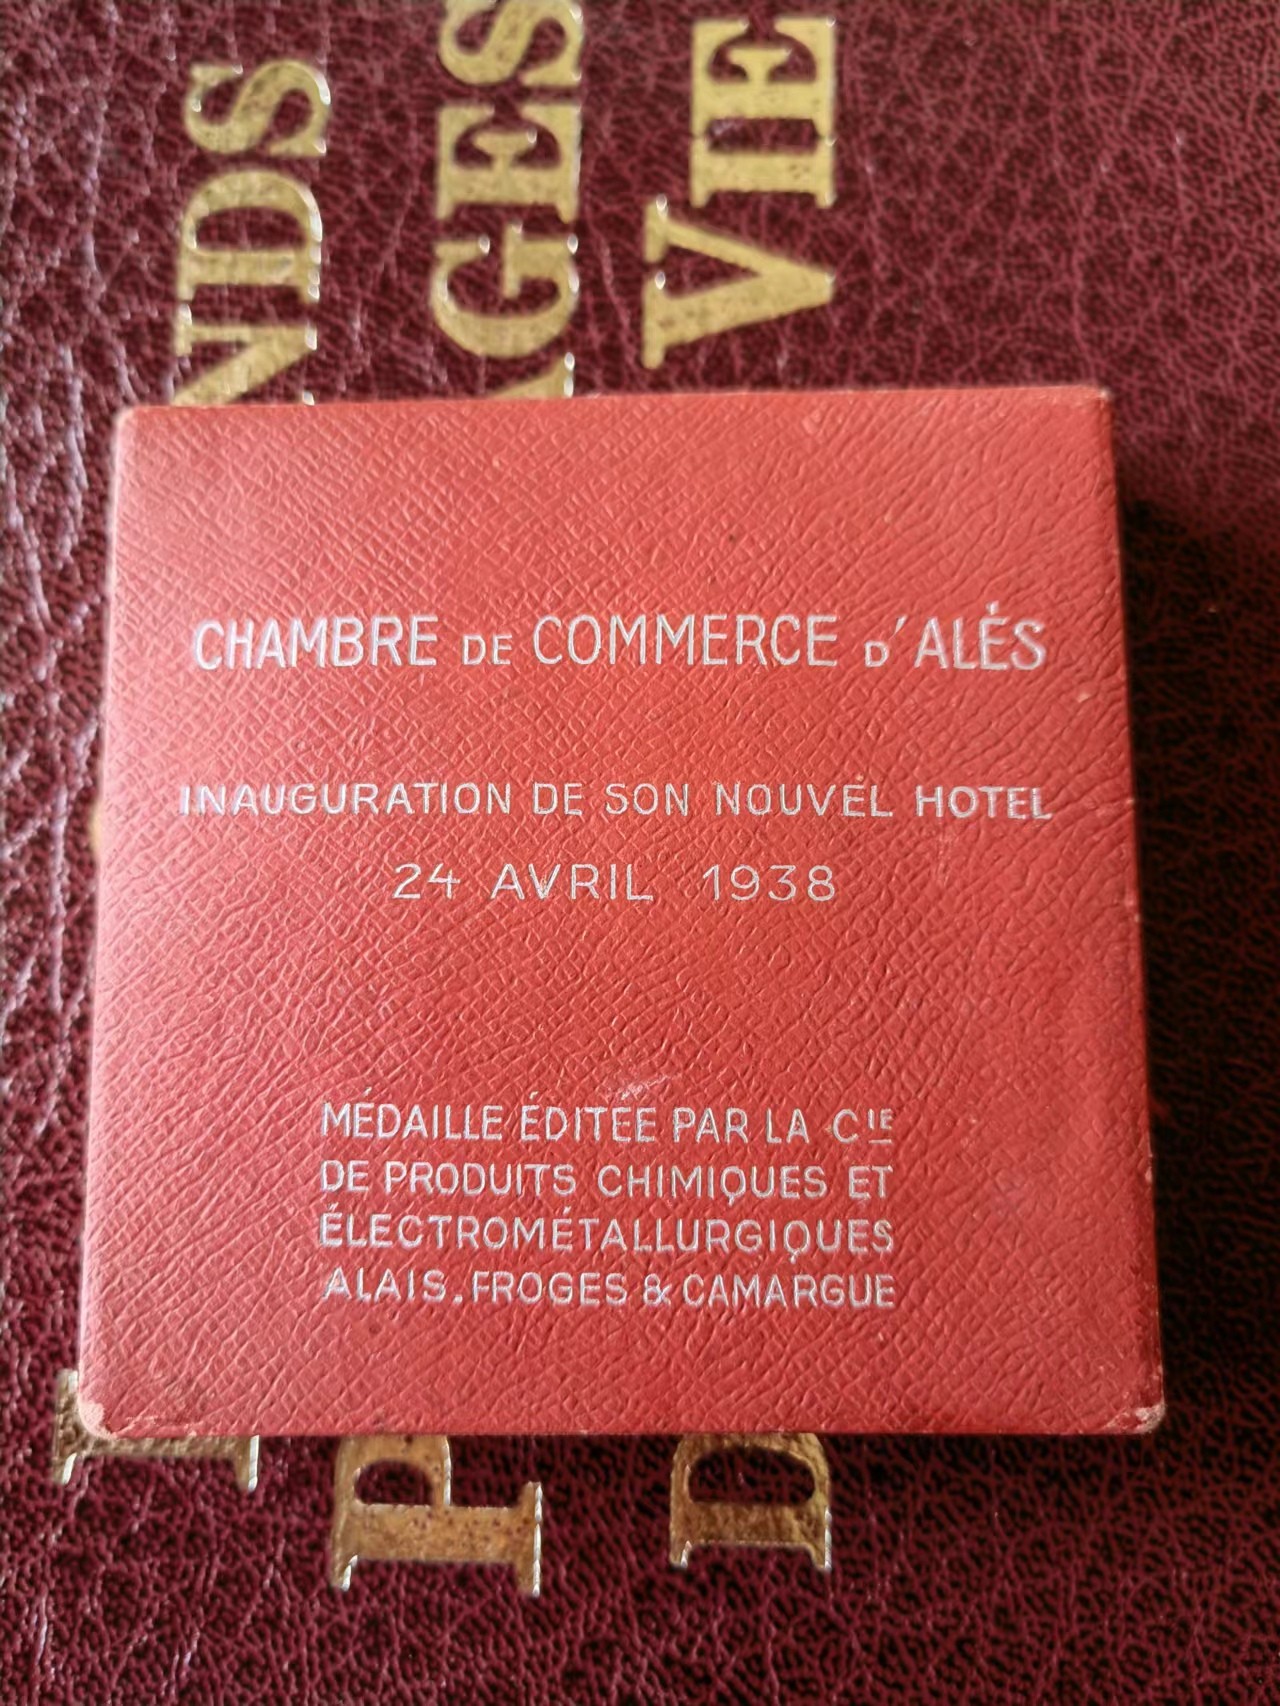 CHAMBRE DE COMMERCE D'ALÉS
INAUGURATION DE SON NOUVEL HOTEL
24 AVRIL 1938
MÉDAILLE ÉDITÉE PAR LA CIE
DE PRODUITS CHIMIQUES ET
ÉLECTROMÉTALLURGIQUES
ALAIS. FROGES & CAMARGUE
VIE